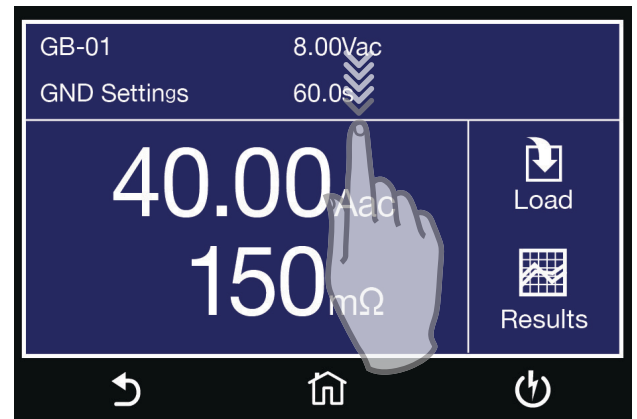 GB-01 8.00Vac
GND Settings 60.0s
40.00Aac
150mΩ
Load
Results